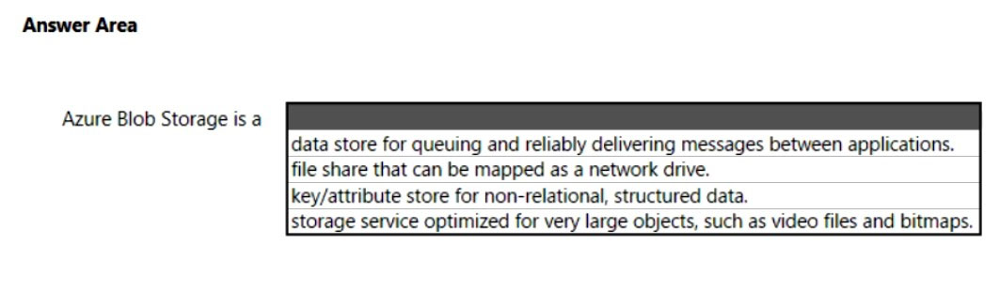 Answer Area
Azure Blob Storage is a
data store for queuing and reliably delivering messages between applications.
file share that can be mapped as a network drive.
key/attribute store for non-relational, structured data.
storage service optimized for very large objects, such as video files and bitmaps.